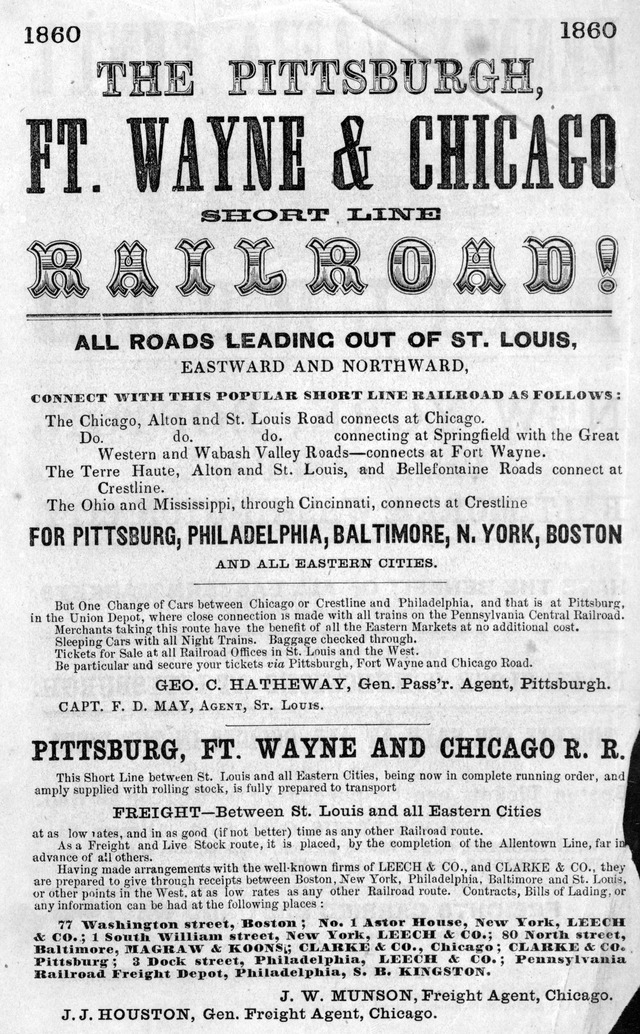 1860 1860
THE PITTSBURGH,
FT. WAYNE & CHICAGO
SHORT LINE
RAILROAD!
ALL ROADS LEADING OUT OF ST. LOUIS,
EASTWARD AND NORTHWARD,
CONNECT WITH THIS POPULAR SHORT LINE RAILROAD AS FOLLOWS:
The Chicago, Alton and St. Louis Road connects at Chicago.
Do. do. do. connecting at Springfield with the Great
Western and Wabash Valley Roads—connects at Fort Wayne.
The Terre Haute, Alton and St. Louis, and Bellefontaine Roads connect at
Crestline.
The Ohio and Mississippi, through Cincinnati, connects at Crestline
FOR PITTSBURG, PHILADELPHIA, BALTIMORE, N. YORK, BOSTON
AND ALL EASTERN CITIES.
But One Change of Cars between Chicago or Crestline and Philadelphia, and that is at Pittsburg,
in the Union Depot, where close connection is made with all trains on the Pennsylvania Central Railroad.
Merchants taking this route have the benefit of all the Eastern Markets at no additional cost.
Sleeping Cars with all Night Trains. Baggage checked through.
Tickets for Sale at all Railroad Offices in St. Louis and the West.
Be particular and secure your tickets via Pittsburgh, Fort Wayne and Chicago Road.
GEO. C. HATHEWAY, Gen. Pass'r. Agent, Pittsburgh.
CAPT. F. D. MAY, AGENT, ST. LOUIS.
PITTSBURG, FT. WAYNE AND CHICAGO R. R.
This Short Line between St. Louis and all Eastern Cities, being now in complete running order, and
amply supplied with rolling stock, is fully prepared to transport
FREIGHT—Between St. Louis and all Eastern Cities
at as low rates, and in as good (if not better) time as any other Railroad route.
As a Freight and Live Stock route, it is placed, by the completion of the Allentown Line, far in
advance of all others.
Having made arrangements with the well-known firms of LEECH & CO., and CLARKE & CO., they
are prepared to give through receipts between Boston, New York, Philadelphia, Baltimore and St. Louis,
or other points in the West, at as low rates as any other Railroad route. Contracts, Bills of Lading, or
any information can be had at the following places:
77 Washington street, Boston; No. 1 Astor House, New York, LEECH
& CO.; 1 South William street, New York, LEECH & CO.; 80 North street,
Baltimore, MAGRAW & KOONS; CLARKE & CO., Chicago; CLARKE & CO.
Pittsburg; 3 Dock street, Philadelphia, LEECH & CO.; Pennsylvania
Railroad Freight Depot, Philadelphia, S. B. KINGSTON.
J. W. MUNSON, Freight Agent, Chicago.
J. J. HOUSTON, Gen. Freight Agent, Chicago.